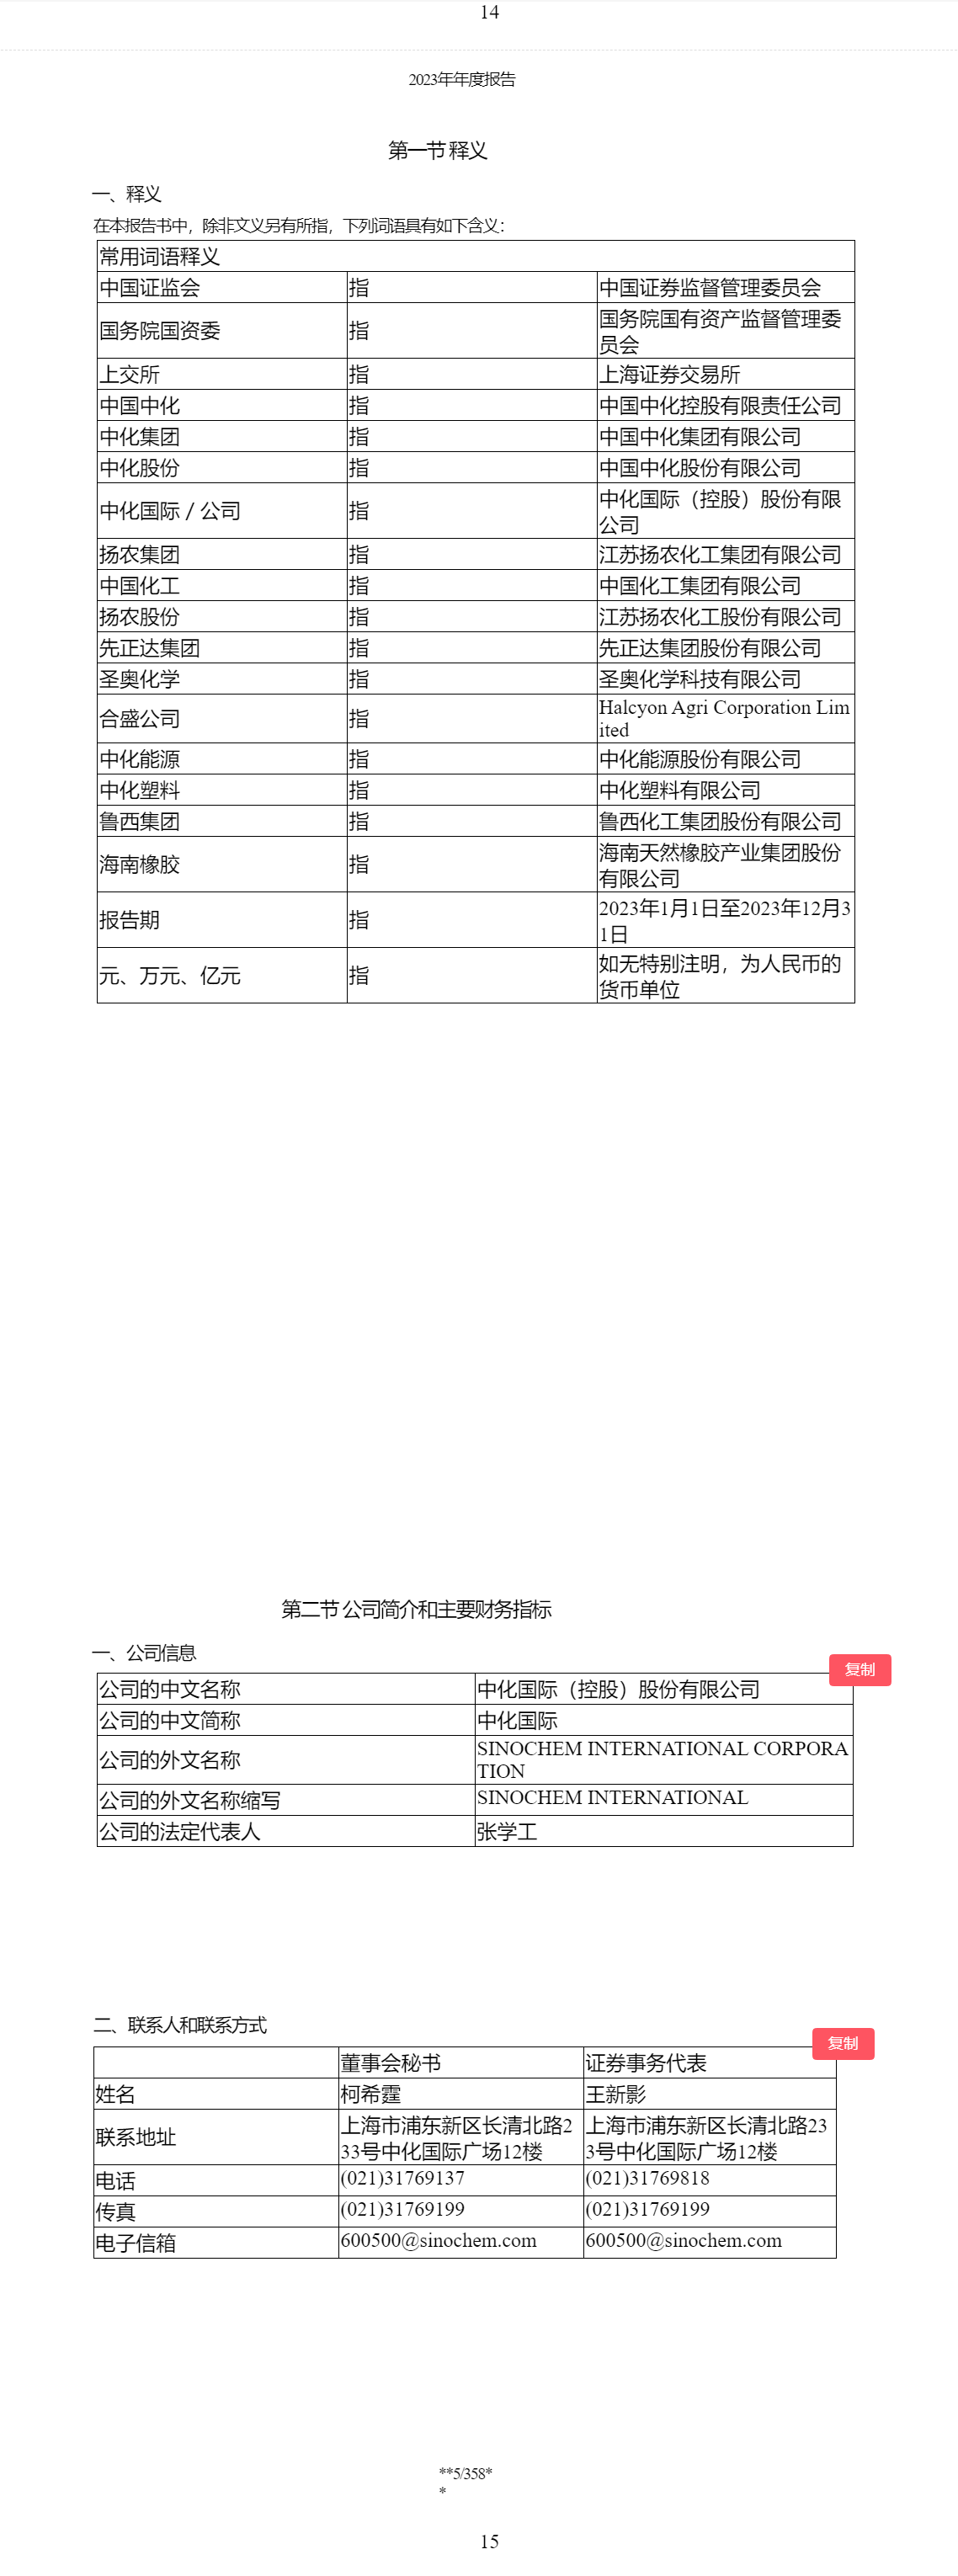 14
2023年年度报告
第一节 释义
一、释义
在本报告书中，除非文义另有所指，下列词语具有如下含义：
常用词语释义
中国证监会 指 中国证券监督管理委员会
国务院国资委 指 国务院国有资产监督管理委
员会
上交所 指 上海证券交易所
中国中化 指 中国中化控股有限责任公司
中化集团 指 中国中化集团有限公司
中化股份 指 中国中化股份有限公司
中化国际／公司 指 中化国际（控股）股份有限
公司
扬农集团 指 江苏扬农化工集团有限公司
中国化工 指 中国化工集团有限公司
扬农股份 指 江苏扬农化工股份有限公司
先正达集团 指 先正达集团股份有限公司
圣奥化学 指 圣奥化学科技有限公司
合盛公司 指 Halcyon Agri Corporation Lim
ited
中化能源 指 中化能源股份有限公司
中化塑料 指 中化塑料有限公司
鲁西集团 指 鲁西化工集团股份有限公司
海南橡胶 指 海南天然橡胶产业集团股份
有限公司
报告期 指 2023年1月1日至2023年12月3
1日
元、万元、亿元 指 如无特别注明，为人民币的
货币单位
第二节 公司简介和主要财务指标
一、公司信息
复制
公司的中文名称 中化国际（控股）股份有限公司
公司的中文简称 中化国际
公司的外文名称 SINOCHEM INTERNATIONAL CORPORA
TION
公司的外文名称缩写 SINOCHEM INTERNATIONAL
公司的法定代表人 张学工
二、联系人和联系方式
复制
董事会秘书 证券事务代表
姓名 柯希霆 王新影
联系地址 上海市浦东新区长清北路2
33号中化国际广场12楼 上海市浦东新区长清北路23
3号中化国际广场12楼
电话 (021)31769137 (021)31769818
传真 (021)31769199 (021)31769199
电子信箱 600500@sinochem.com 600500@sinochem.com
**5/358*
*
15